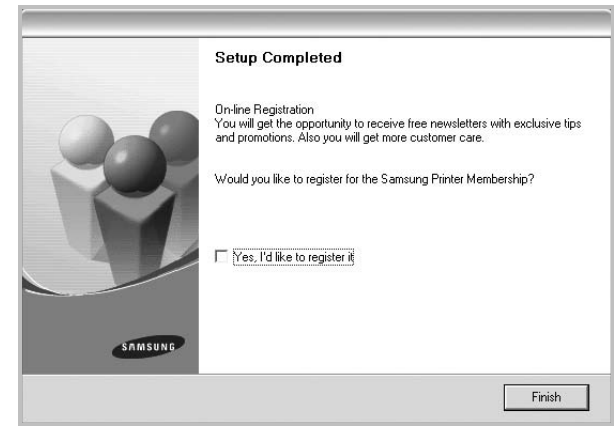 Setup Completed
On-line Registration
You will get the opportunity to receive free newsletters with exclusive tips
and promotions. Also you will get more customer care.
Would you like to register for the Samsung Printer Membership?
Yes, I'd like to register it
SAMSUNG
Finish